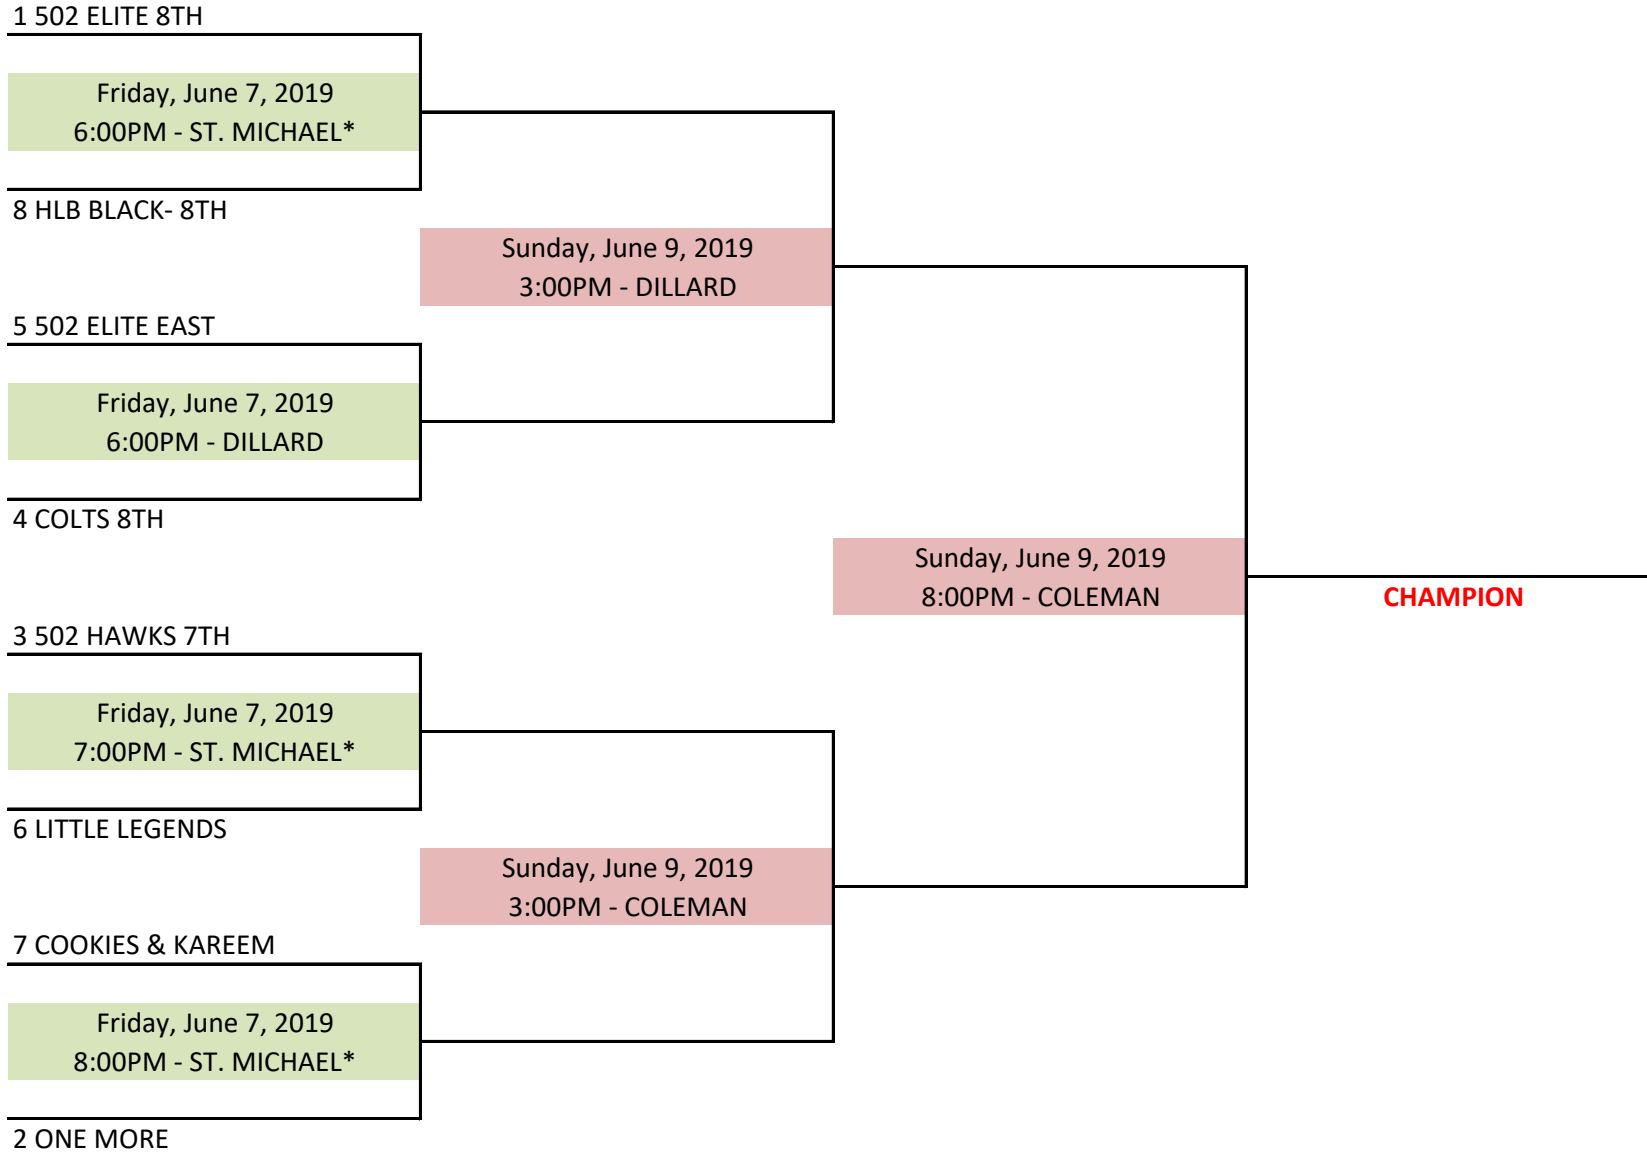 1 502 ELITE 8TH
Friday, June 7, 2019
6:00PM - ST. MICHAEL*
8 HLB BLACK- 8TH
Sunday, June 9, 2019
3:00PM - DILLARD
5 502 ELITE EAST
Friday, June 7, 2019
6:00PM - DILLARD
4 COLTS 8TH
Sunday, June 9, 2019
8:00PM - COLEMAN
CHAMPION
3 502 HAWKS 7TH
Friday, June 7, 2019
7:00PM - ST. MICHAEL*
6 LITTLE LEGENDS
Sunday, June 9, 2019
3:00PM - COLEMAN
7 COOKIES & KAREEM
Friday, June 7, 2019
8:00PM - ST. MICHAEL*
2 ONE MORE